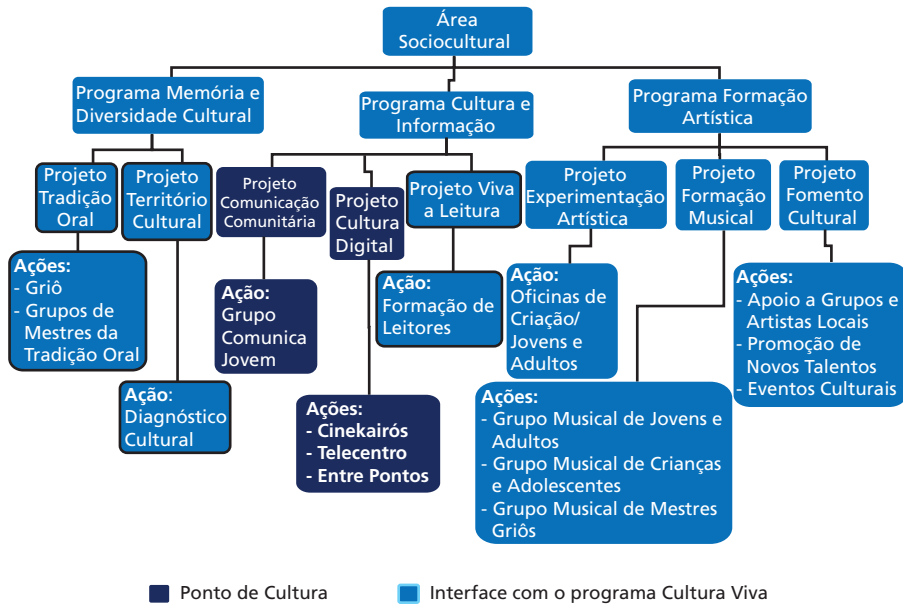 Área
Sociocultural
Programa Memória e
Diversidade Cultural
Programa Cultura e
Informação
Programa Formação
Artística
Projeto
Tradição
Oral
Projeto
Território
Cultural
Projeto
Comunicação
Comunitária
Projeto
Cultura
Digital
Projeto Viva
a Leitura
Projeto
Experimentação
Artística
Projeto
Formação
Musical
Projeto
Fomento
Cultural
Ações:
- Griô
- Grupos de
Mestres da
Tradição Oral
Ação:
Diagnóstico
Cultural
Ação:
Grupo
Comunica
Jovem
Ações:
- Cinekairós
- Telecentro
- Entre Pontos
Ação:
Formação de
Leitores
Ação:
Oficinas de
Criação/
Jovens e
Adultos
Ações:
- Grupo Musical de Jovens e
Adultos
- Grupo Musical de Crianças
e Adolescentes
- Grupo Musical de Mestres
Griôs
Ações:
- Apoio a Grupos e
Artistas Locais
- Promoção de
Novos Talentos
- Eventos Culturais
Ponto de Cultura
Interface com o programa Cultura Viva